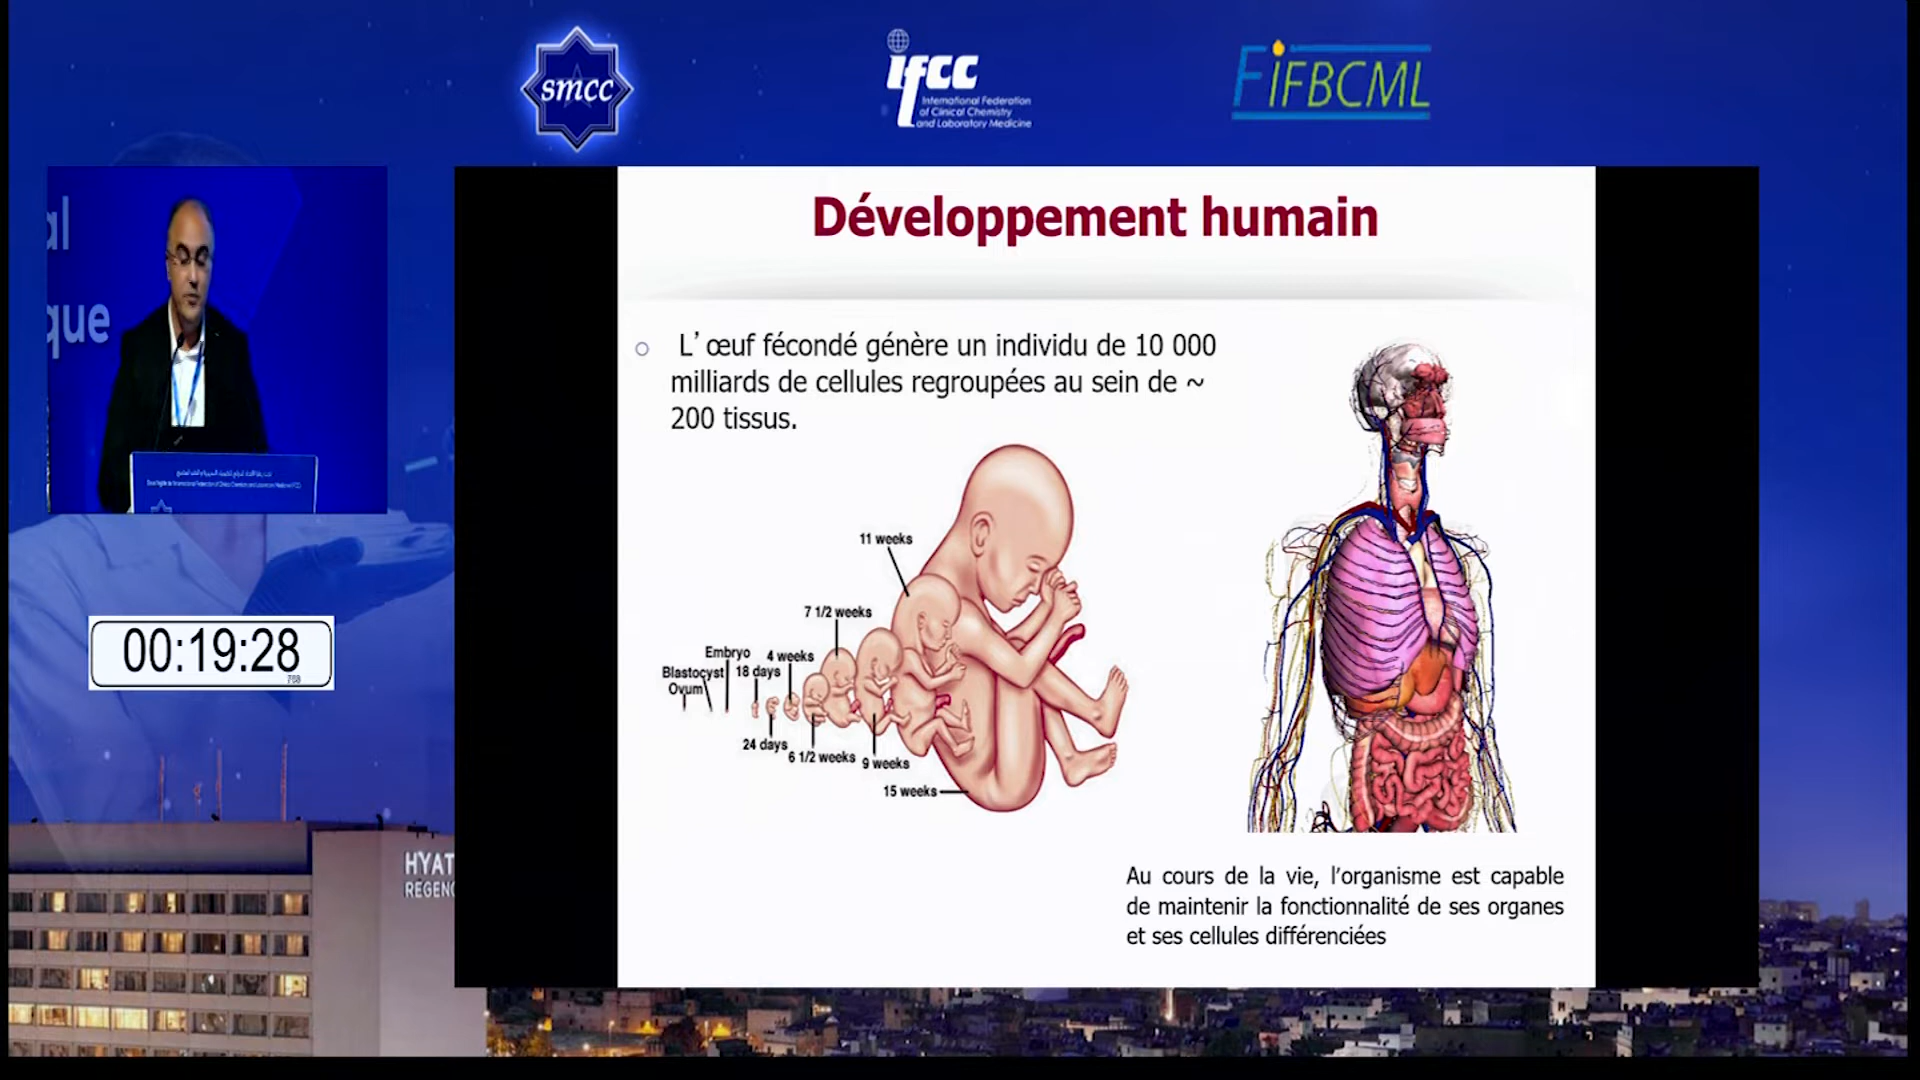 smcc
ifcc
International Federation
of Clinical Chemistry
and Laboratory Medicine
FIFBCML
al
que
Développement humain
L’ œuf fécondé génère un individu de 10 000
milliards de cellules regroupées au sein de ~
200 tissus.
11 weeks
7 1/2 weeks
Embryo
4 weeks
Blastocyst
18 days
Ovum
24 days
6 1/2 weeks
9 weeks
15 weeks
00:19:28
HYAT
REGENC
Au cours de la vie, l’organisme est capable
de maintenir la fonctionnalité de ses organes
et ses cellules différenciées